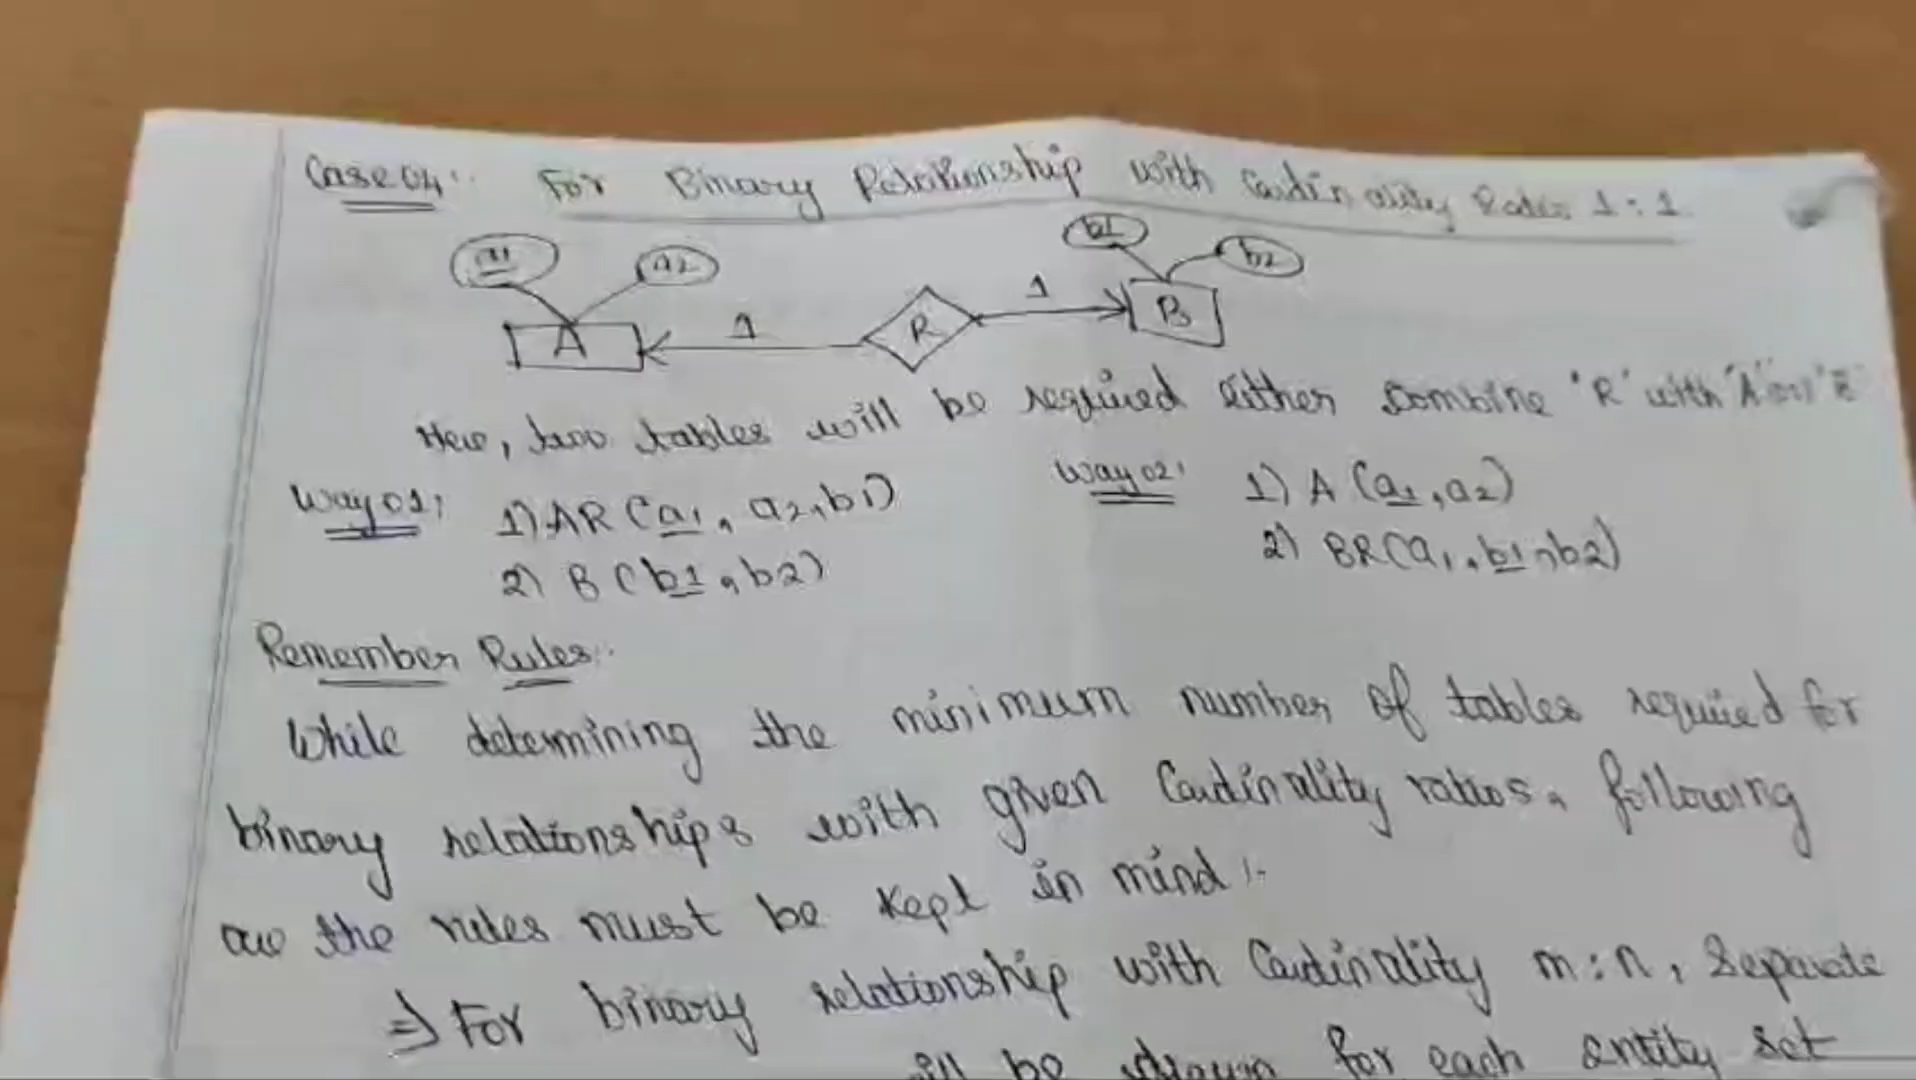 Case 04:- For Binary Relationship with Cardinality Ratio 1:1
a1 a2 b1 b2
A 1 R 1 B
Here, two tables will be required either combine 'R' with 'A' or 'B'
Way 01: 1) AR (a1, a2, b1)
2) B (b1, b2)
Way 02: 1) A (a1, a2)
2) BR (a1, b1, b2)
Remember Rules:-
While determining the minimum number of tables required for
binary relationships with given Cardinality ratios, following
are the rules must be kept in mind :-
⇒ For binary relationship with Cardinality m:n, Separate
will be drawn for each entity set